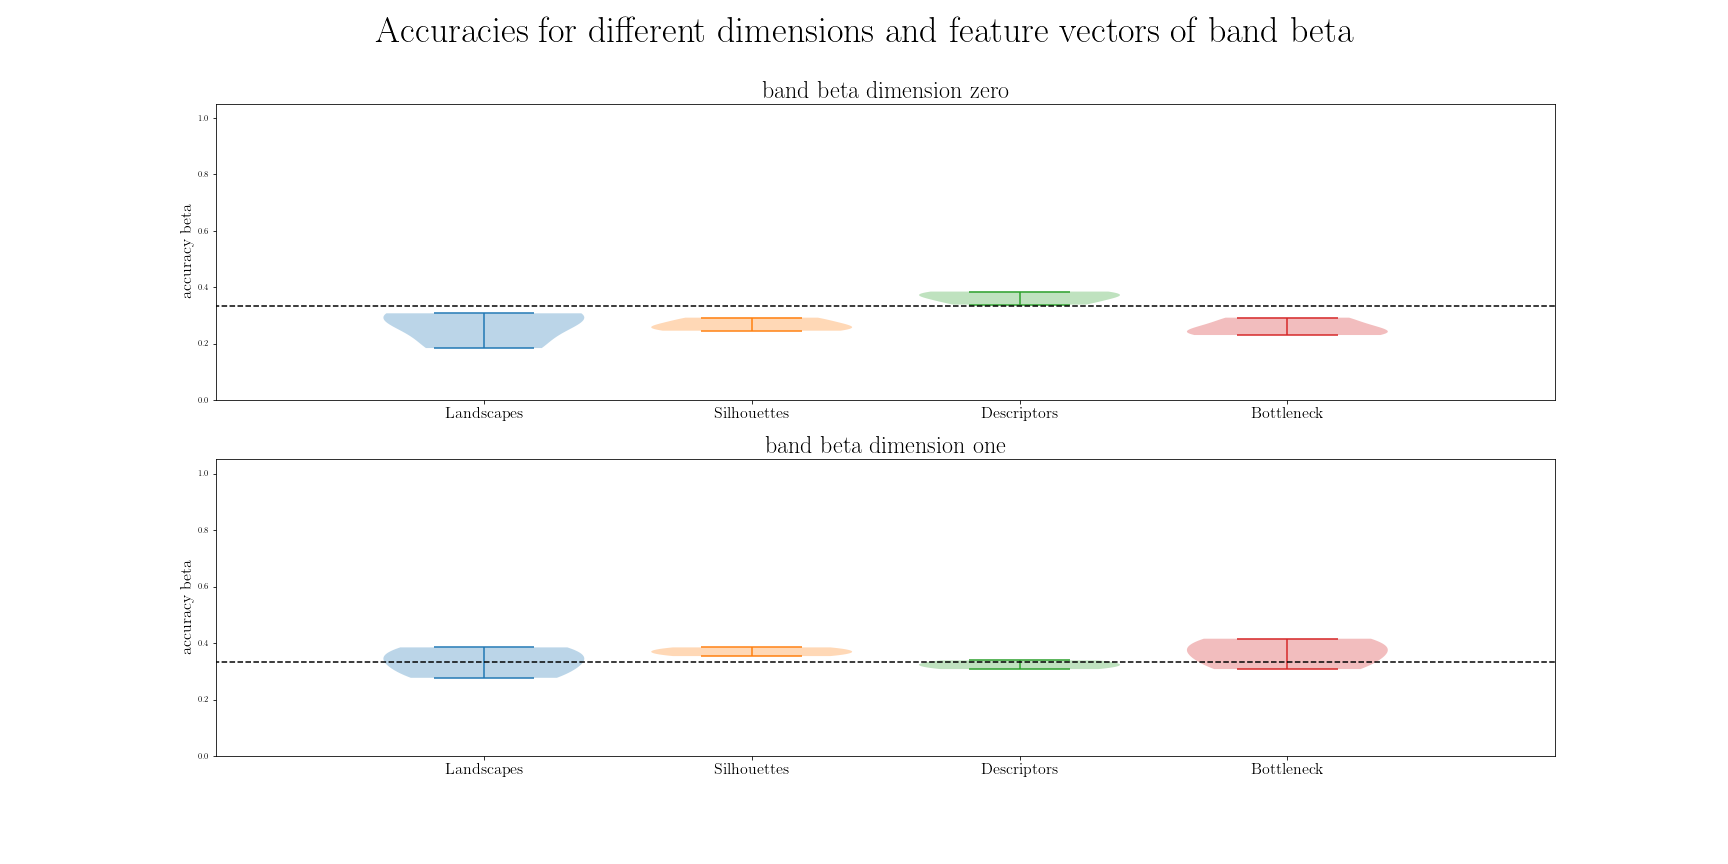 Accuracies for different dimensions and feature vectors of band beta
band beta dimension zero
1.0
0.8
0.6
0.4
0.2
0.0
accuracy beta
Landscapes Silhouettes Descriptors Bottleneck
band beta dimension one
1.0
0.8
0.6
0.4
0.2
0.0
accuracy beta
Landscapes Silhouettes Descriptors Bottleneck